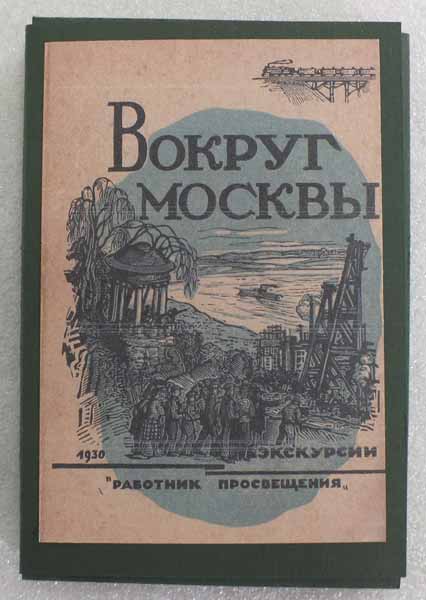 ВОКРУГ
МОСКВЫ
1930 ЭКСКУРСИИ
"РАБОТНИК ПРОСВЕЩЕНИЯ"